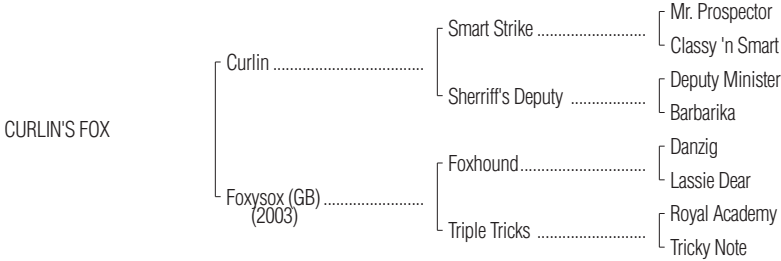 Mr. Prospector
Smart Strike ........................
Classy 'n Smart
Curlin ..................................
Deputy Minister
Sherriff's Deputy .................
Barbarika
CURLIN'S FOX
Danzig
Foxhound............................
Lassie Dear
Foxysox (GB) .......................
(2003)
Royal Academy
Triple Tricks ........................
Tricky Note